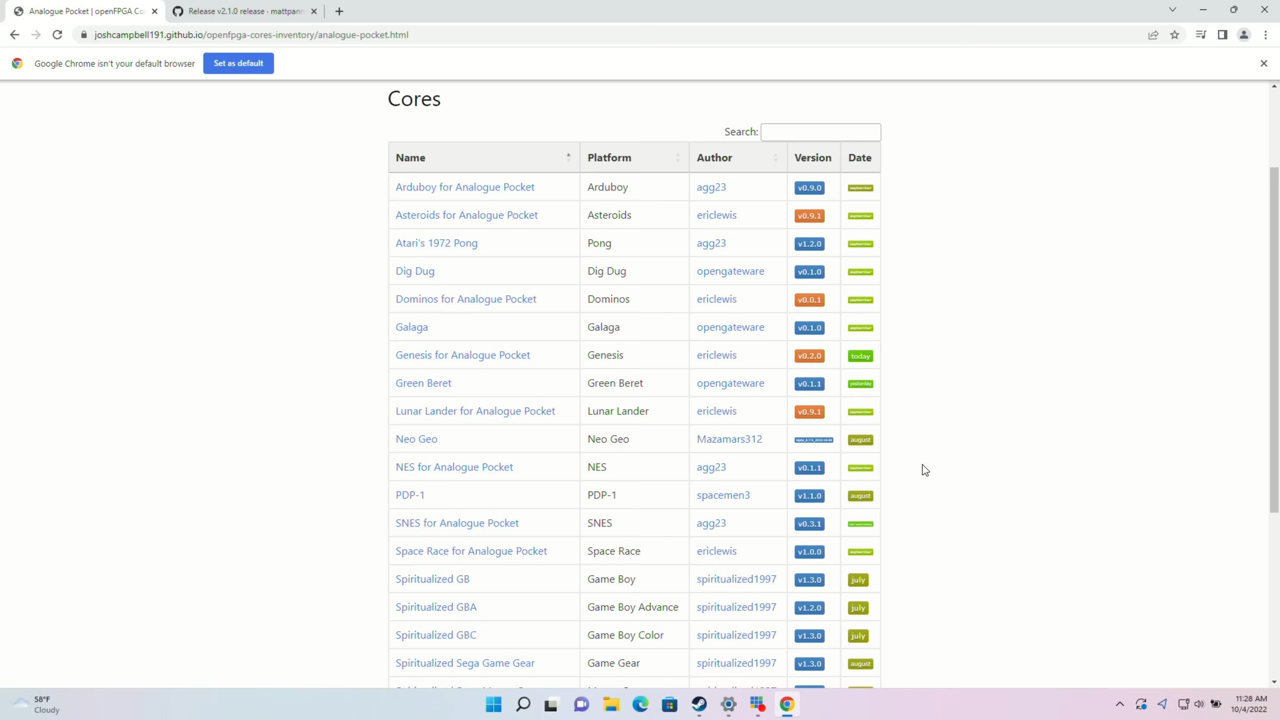 Analogue Pocket | openFPGA Co
Release v2.1.0 release · mattpann
joshcampbell191.github.io/openfpga-cores-inventory/analogue-pocket.html
Google Chrome isn't your default browser Set as default
Cores
Search:
Name Platform Author Version Date
Arduboy for Analogue Pocket Arduboy agg23 v0.9.0 september
Asteroids for Analogue Pocket Asteroids ericlewis v0.9.1 september
Atari's 1972 Pong Pong agg23 v1.2.0 september
Dig Dug Dig Dug opengateware v0.1.0 september
Dominos for Analogue Pocket Dominos ericlewis v0.0.1 september
Galaga Galaga opengateware v0.1.0 september
Genesis for Analogue Pocket Genesis ericlewis v0.2.0 today
Green Beret Green Beret opengateware v0.1.1 yesterday
Lunar Lander for Analogue Pocket Lunar Lander ericlewis v0.9.1 september
Neo Geo Neo Geo Mazamars312 august
NES for Analogue Pocket NES agg23 v0.1.1 september
PDP-1 PDP-1 spacemen3 v1.1.0 august
SNES for Analogue Pocket SNES agg23 v0.3.1
Space Race for Analogue Pocket Space Race ericlewis v1.0.0 september
Spiritualized GB Game Boy spiritualized1997 v1.3.0 july
Spiritualized GBA Game Boy Advance spiritualized1997 v1.2.0 july
Spiritualized GBC Game Boy Color spiritualized1997 v1.3.0 july
Spiritualized Sega Game Gear Game Gear spiritualized1997 v1.3.0 august
58°F
Cloudy
11:28 AM
10/4/2022